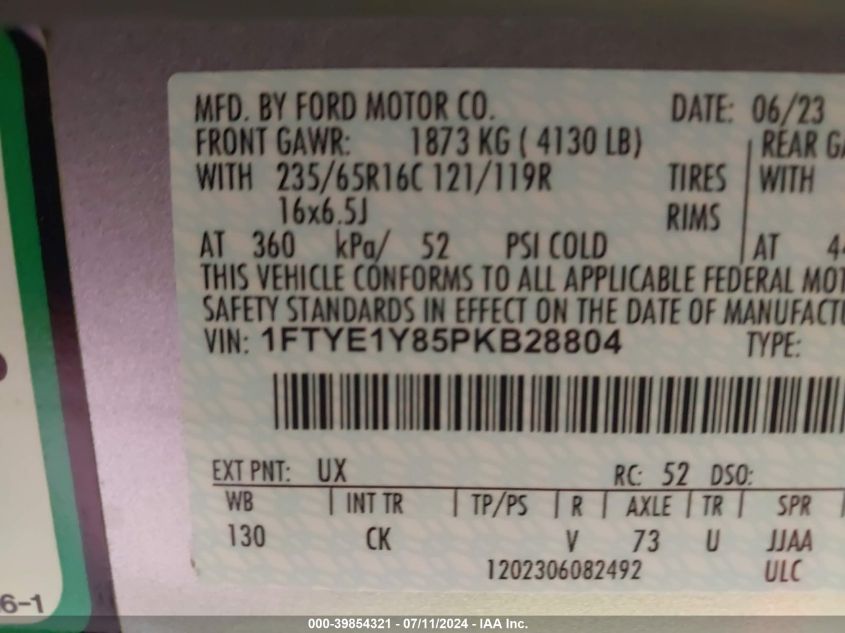 MFD. BY FORD MOTOR CO. DATE: 06/23
FRONT GAWR: 1873 KG ( 4130 LB) REAR
WITH 235/65R16C 121/119R TIRES WITH
16x6.5J RIMS
AT 360 kPa/ 52 PSI COLD AT
THIS VEHICLE CONFORMS TO ALL APPLICABLE FEDERAL
SAFETY STANDARDS IN EFFECT ON THE DATE OF
VIN: 1FTYE1Y85PKB28804 TYPE:
EXT PNT: UX RC: 52 DSO:
WB INT TR TP/PS R AXLE TR SPR
130 CK V 73 U JJAA
1202306082492 ULC
6-1
000-39854321 - 07/11/2024 - IAA Inc.